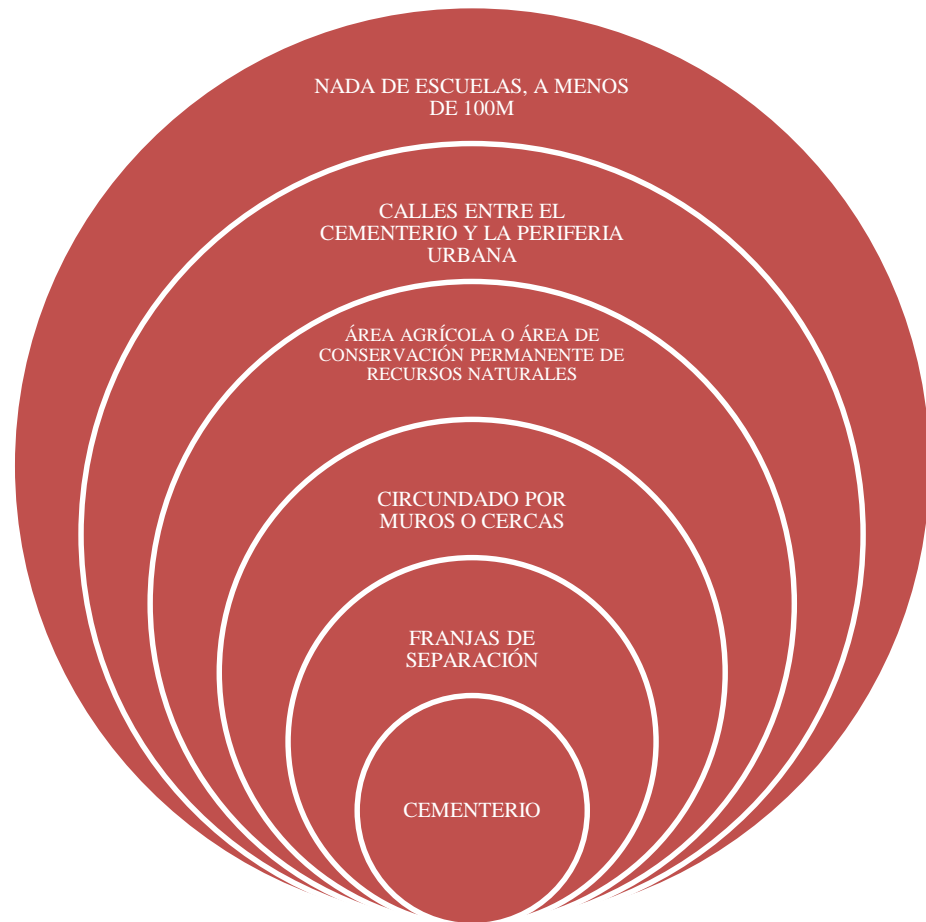 NADA DE ESCUELAS, A MENOS
DE 100M
CALLES ENTRE EL
CEMENTERIO Y LA PERIFERIA
URBANA
ÁREA AGRÍCOLA O ÁREA DE
CONSERVACIÓN PERMANENTE DE
RECURSOS NATURALES
CIRCUNDADO POR
MUROS O CERCAS
FRANJAS DE
SEPARACIÓN
CEMENTERIO